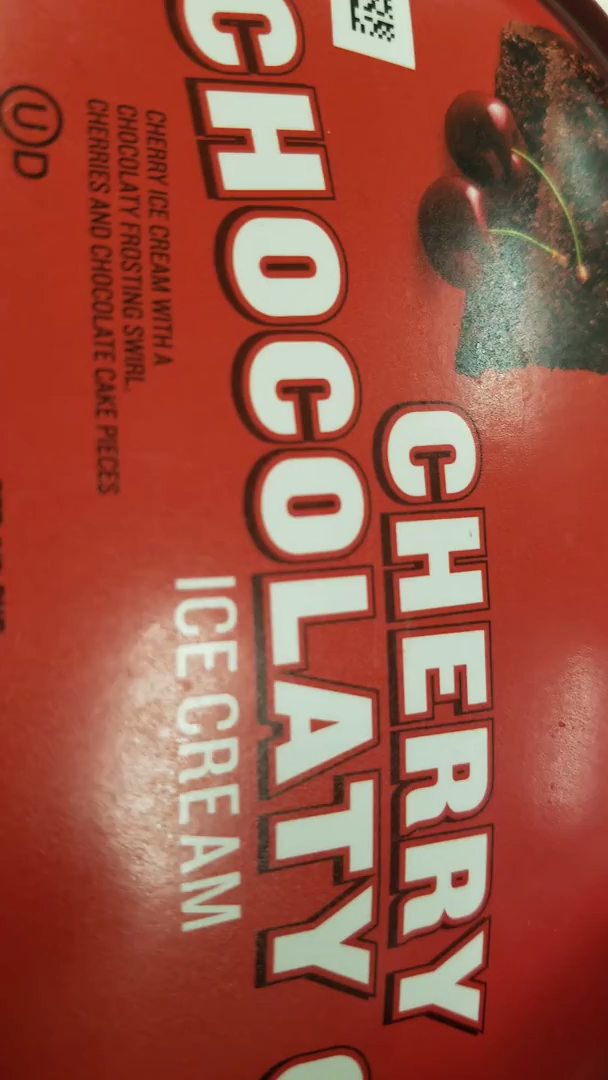 CHERRY
CHOCOLATY
ICE CREAM
CHERRY ICE CREAM WITH A
CHOCOLATY FROSTING SWIRL,
CHERRIES AND CHOCOLATE CAKE PIECES
U D